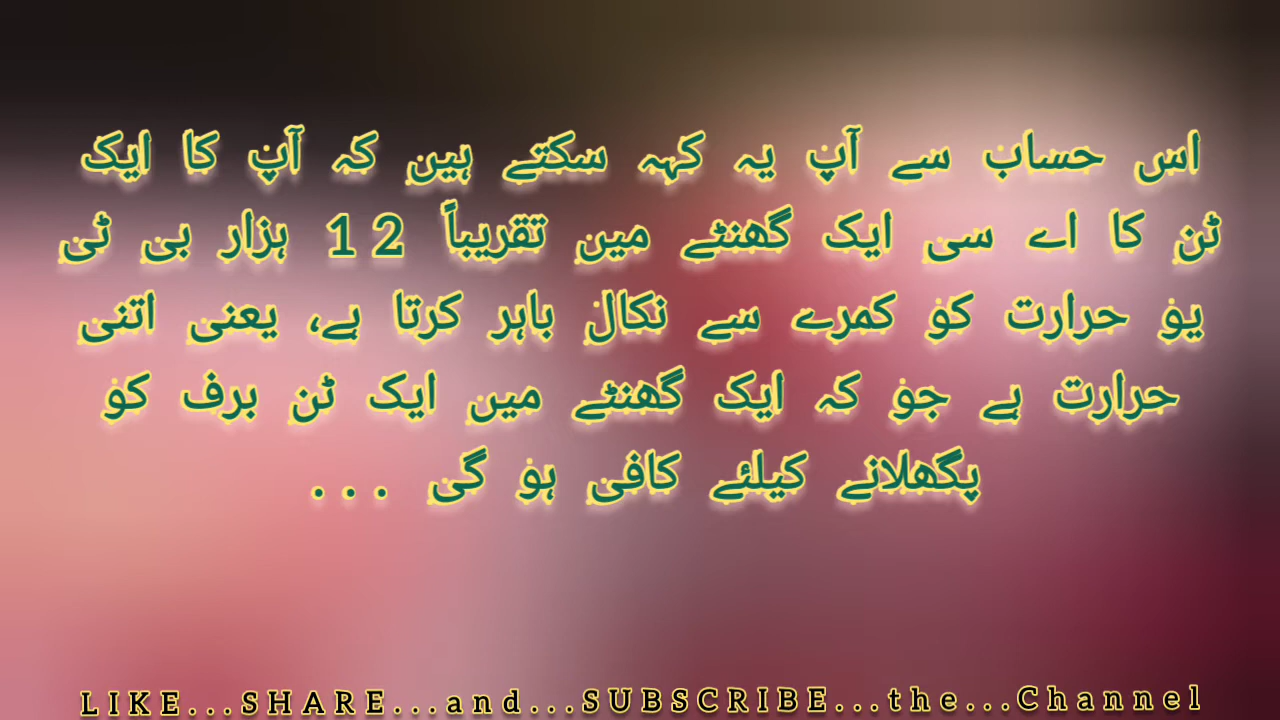 اس حساب سے آپ یہ کہہ سکتے ہیں کہ آپ کا ایک
ٹن کا اے سی ایک گھنٹے میں تقریباً 12 ہزار بی ٹی
یو حرارت کو کمرے سے نکال باہر کرتا ہے، یعنی اتنی
حرارت ہے جو کہ ایک گھنٹے میں ایک ٹن برف کو
پگھلانے کیلئے کافی ہو گی ...
LIKE...SHARE...and...SUBSCRIBE...the...Channel